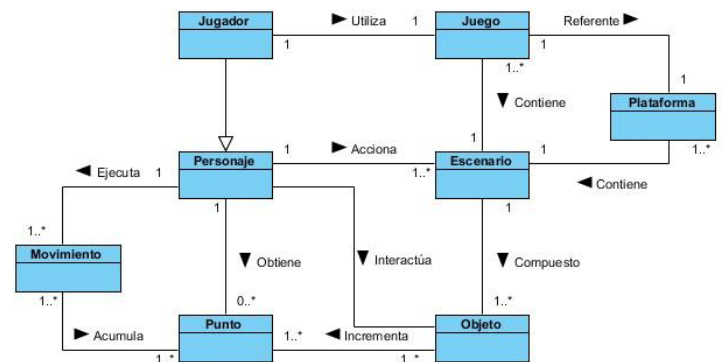 Jugador
► Utiliza 1
Juego
Referente ►
1
1
1..*
1
▼ Contiene
Plataforma
1
1..*
Personaje
1
► Acciona
1..*
Escenario
1
◄ Contiene
◄ Ejecuta 1
1
1
1..*
Movimiento
▼ Obtiene
▼ Interactúa
▼ Compuesto
1..*
0..*
1..*
► Acumula
1..*
Punto
1..*
◄ Incrementa
1..*
Objeto